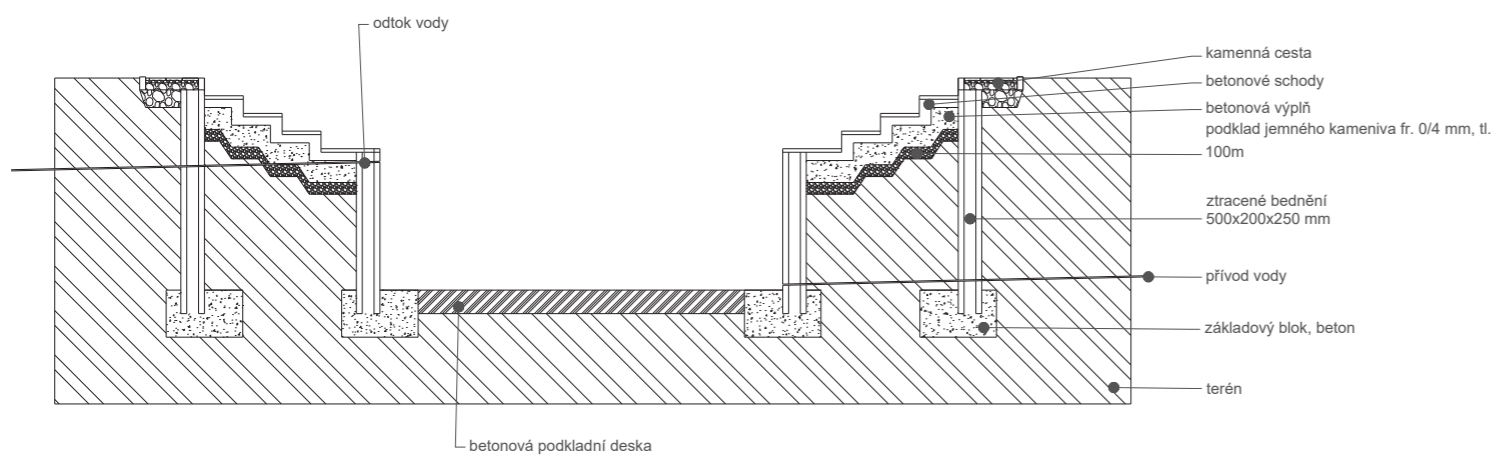 odtok vody
kamenná cesta
betonové schody
betonová výplň
podklad jemného kameniva fr. 0/4 mm, tl.
100m
ztracené bednění
500x200x250 mm
přívod vody
základový blok, beton
terén
betonová podkladní deska